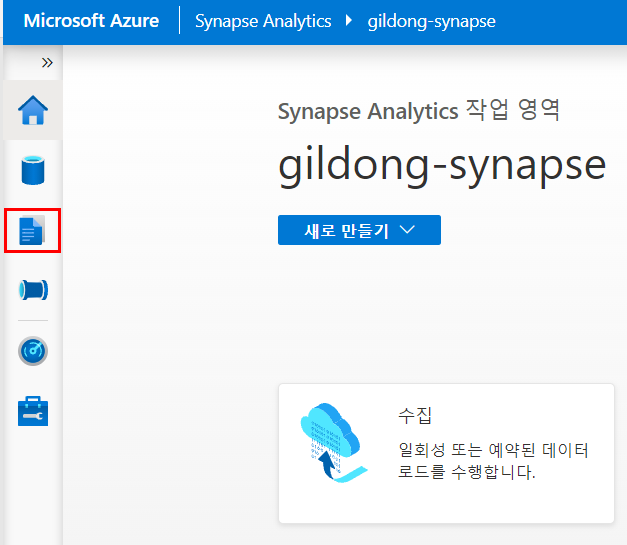 Microsoft Azure Synapse Analytics gildong-synapse
Synapse Analytics 작업 영역
gildong-synapse
새로 만들기
수집
일회성 또는 예약된 데이터
로드를 수행합니다.